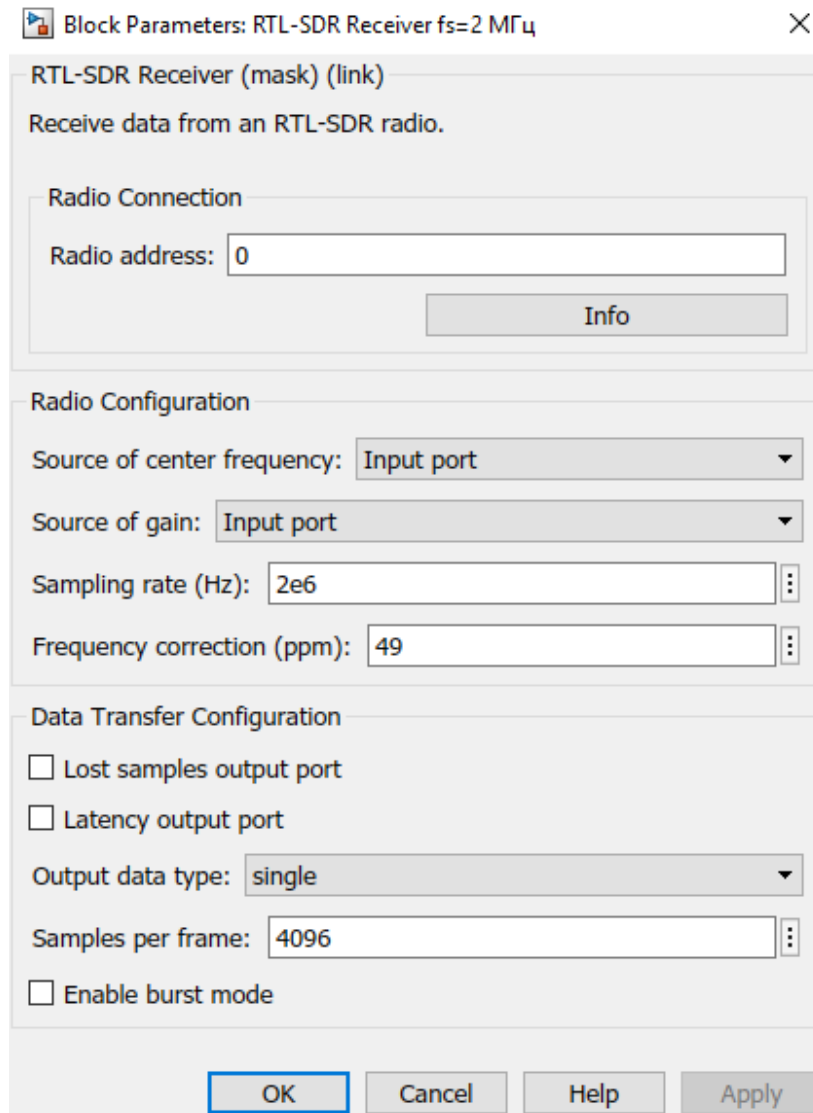 Block Parameters: RTL-SDR Receiver fs=2 МГц
RTL-SDR Receiver (mask) (link)
Receive data from an RTL-SDR radio.
Radio Connection
Radio address: 0
Info
Radio Configuration
Source of center frequency: Input port
Source of gain: Input port
Sampling rate (Hz): 2e6
Frequency correction (ppm): 49
Data Transfer Configuration
Lost samples output port
Latency output port
Output data type: single
Samples per frame: 4096
Enable burst mode
OK Cancel Help Apply